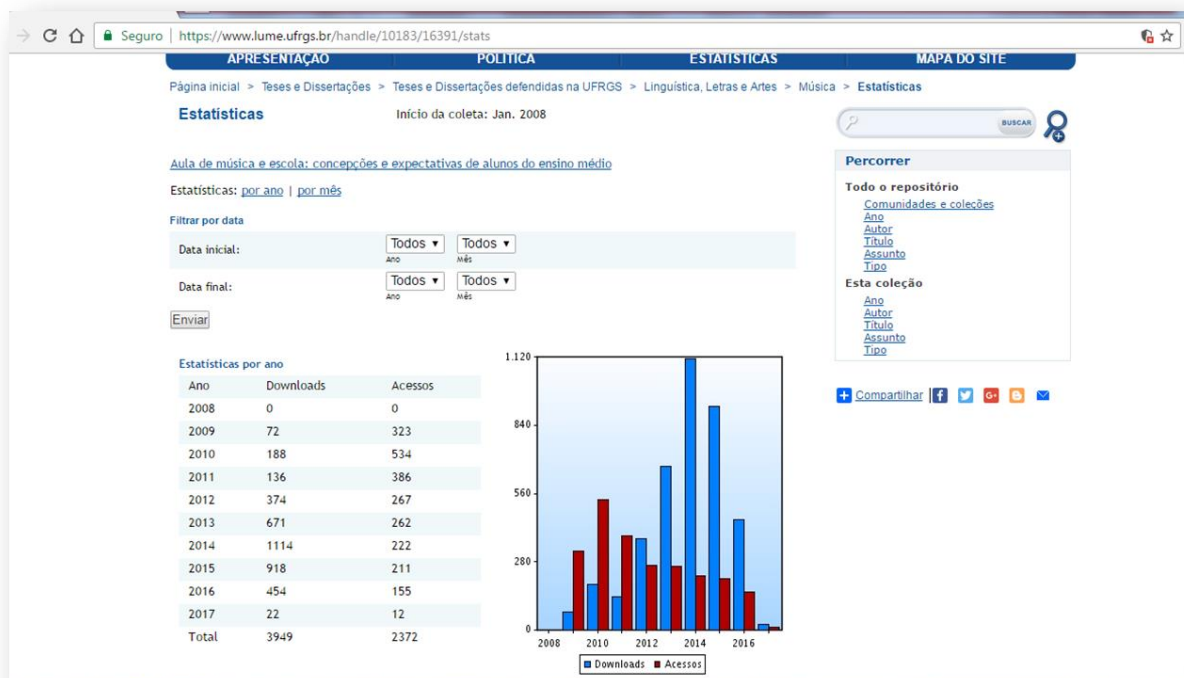 Seguro | https://www.lume.ufrgs.br/handle/10183/16391/stats
APRESENTAÇÃO POLÍTICA ESTATÍSTICAS MAPA DO SITE
Página inicial > Teses e Dissertações > Teses e Dissertações defendidas na UFRGS > Linguística, Letras e Artes > Música > Estatísticas
Estatísticas Início da coleta: Jan. 2008
BUSCAR
Aula de música e escola: concepções e expectativas de alunos do ensino médio
Estatísticas: por ano | por mês
Filtrar por data
Data inicial: Todos Todos
Ano Mês
Data final: Todos Todos
Ano Mês
Enviar
Percorrer
Todo o repositório
Comunidades e coleções
Ano
Autor
Título
Assunto
Tipo
Esta coleção
Ano
Autor
Título
Assunto
Tipo
Compartilhar
Estatísticas por ano
Ano Downloads Acessos
2008 0 0
2009 72 323
2010 188 534
2011 136 386
2012 374 267
2013 671 262
2014 1114 222
2015 918 211
2016 454 155
2017 22 12
Total 3949 2372
1.120
840
560
280
0
2008 2010 2012 2014 2016
Downloads Acessos